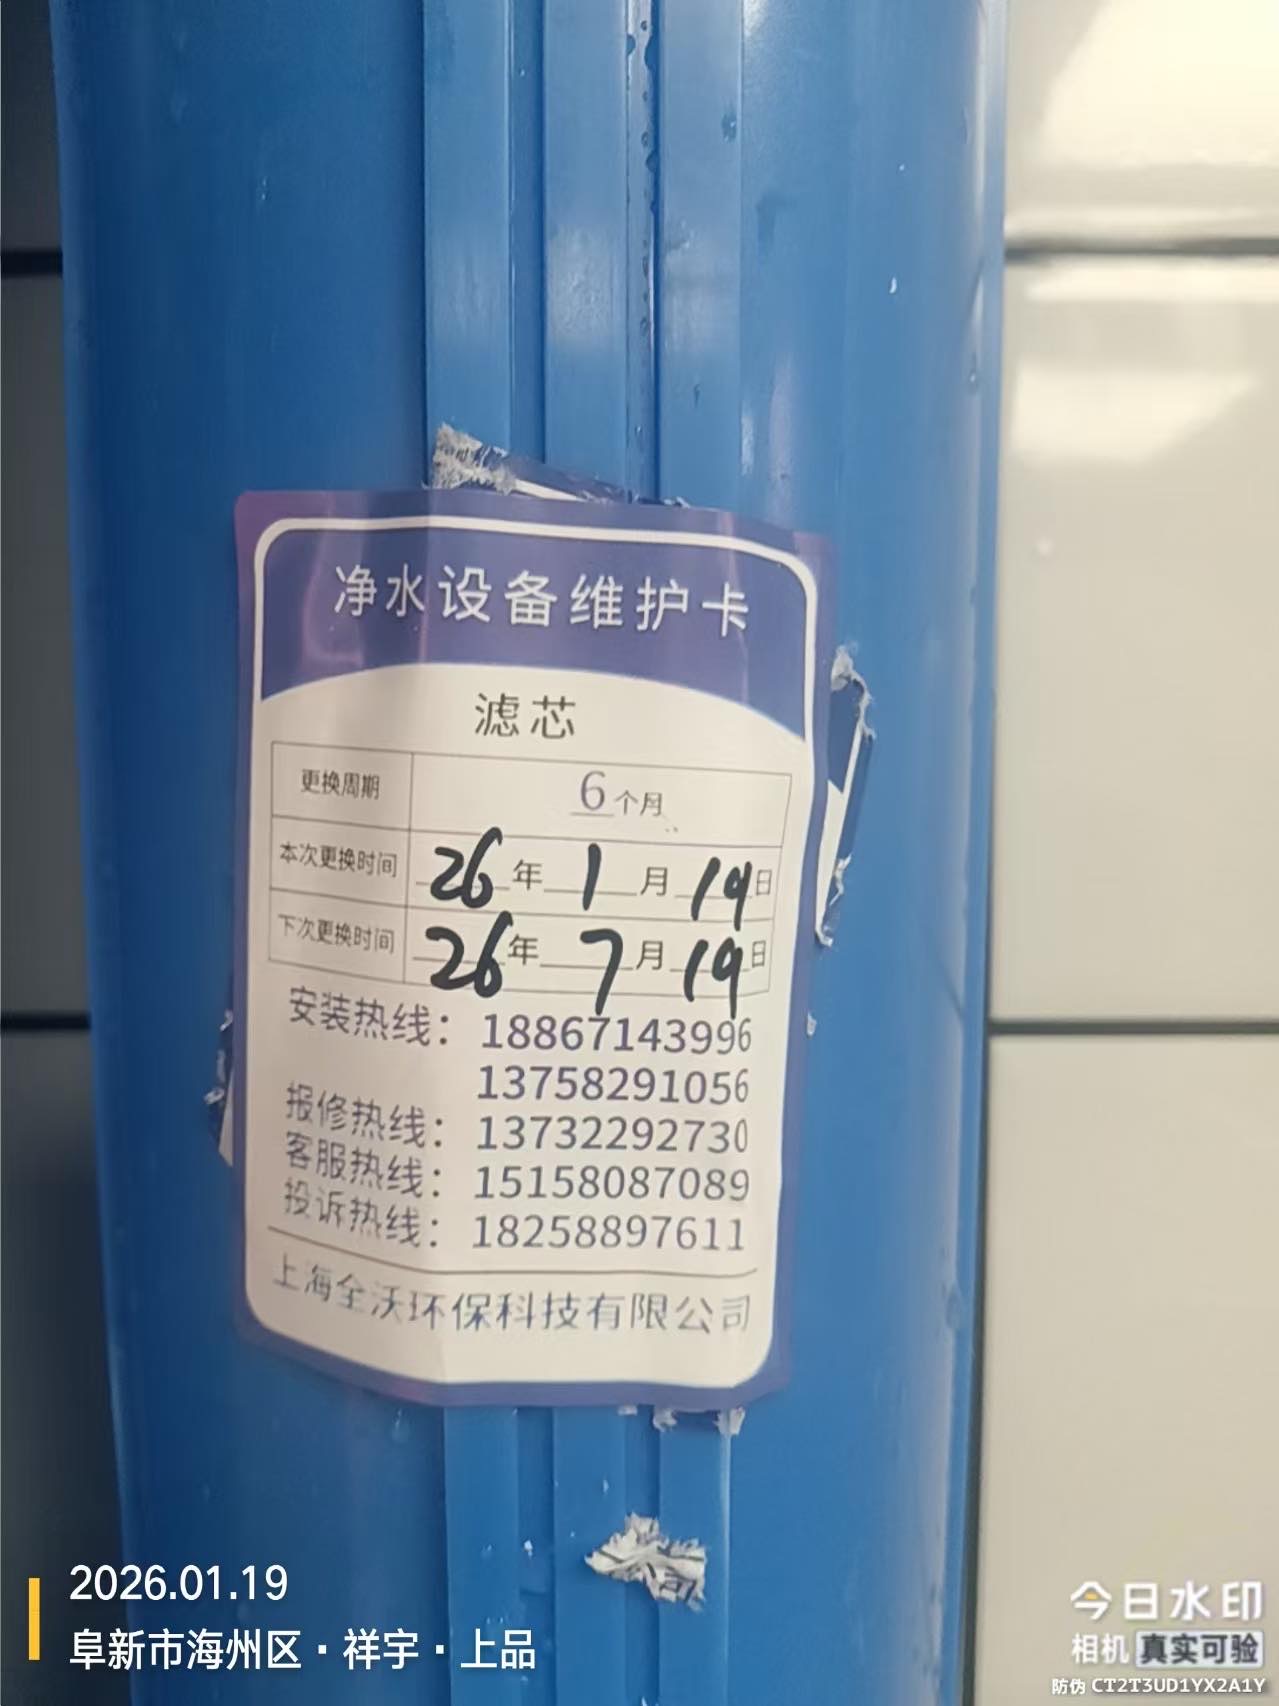 净水设备维护卡
滤芯
更换周期 6个月
本次更换时间 26年1月19日
下次更换时间 26年7月19日
安装热线：18867143996
13758291056
报修热线：13732292730
客服热线：15158087089
投诉热线：18258897611
上海全沃环保科技有限公司
2026.01.19
阜新市海州区·祥宇·上品
今日水印
相机 真实可验
防伪 CT2T3UD1YX2A1Y